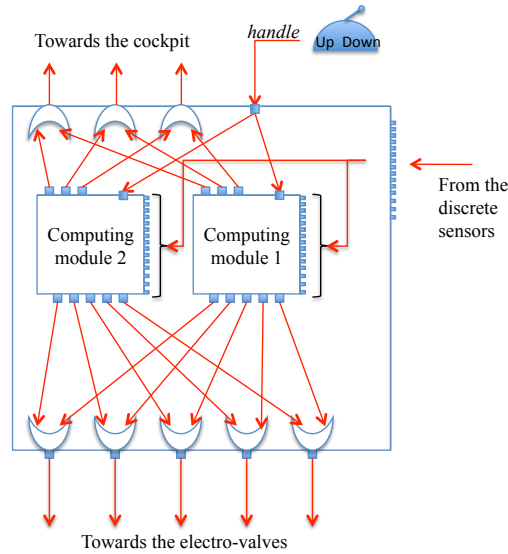 Towards the cockpit
handle
Up Down
From the
discrete
sensors
Computing
module 2
Computing
module 1
Towards the electro-valves